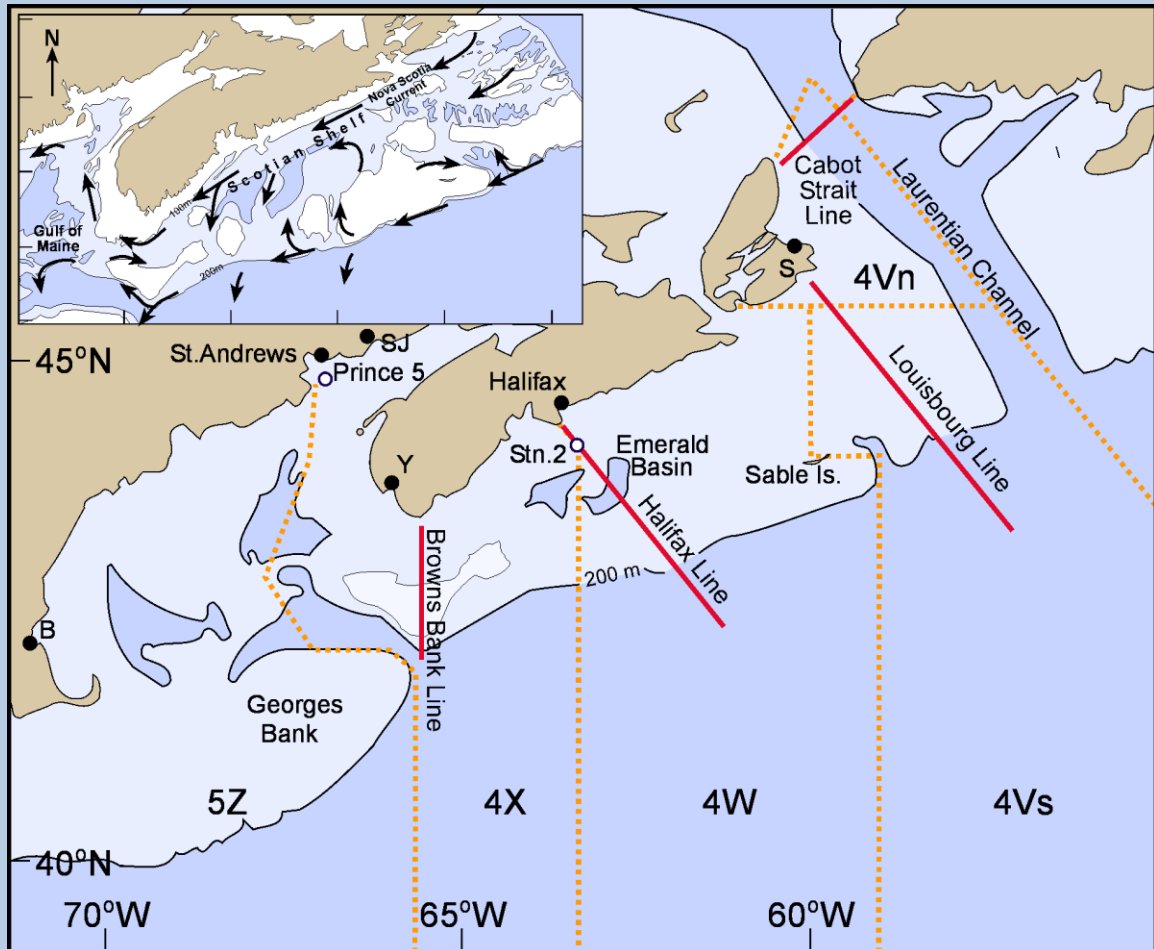 N
Nova Scotia
Current
Scotian Shelf
100m
Gulf of
Maine
200m
Cabot
Strait
Line
Laurentian Channel
S
4Vn
45°N
St.Andrews
SJ
Prince 5
Halifax
Louisbourg Line
Stn.2
Emerald
Basin
Y
Sable Is.
Halifax Line
Browns Bank Line
200 m
B
Georges
Bank
5Z
4X
4W
4Vs
40°N
70°W
65°W
60°W